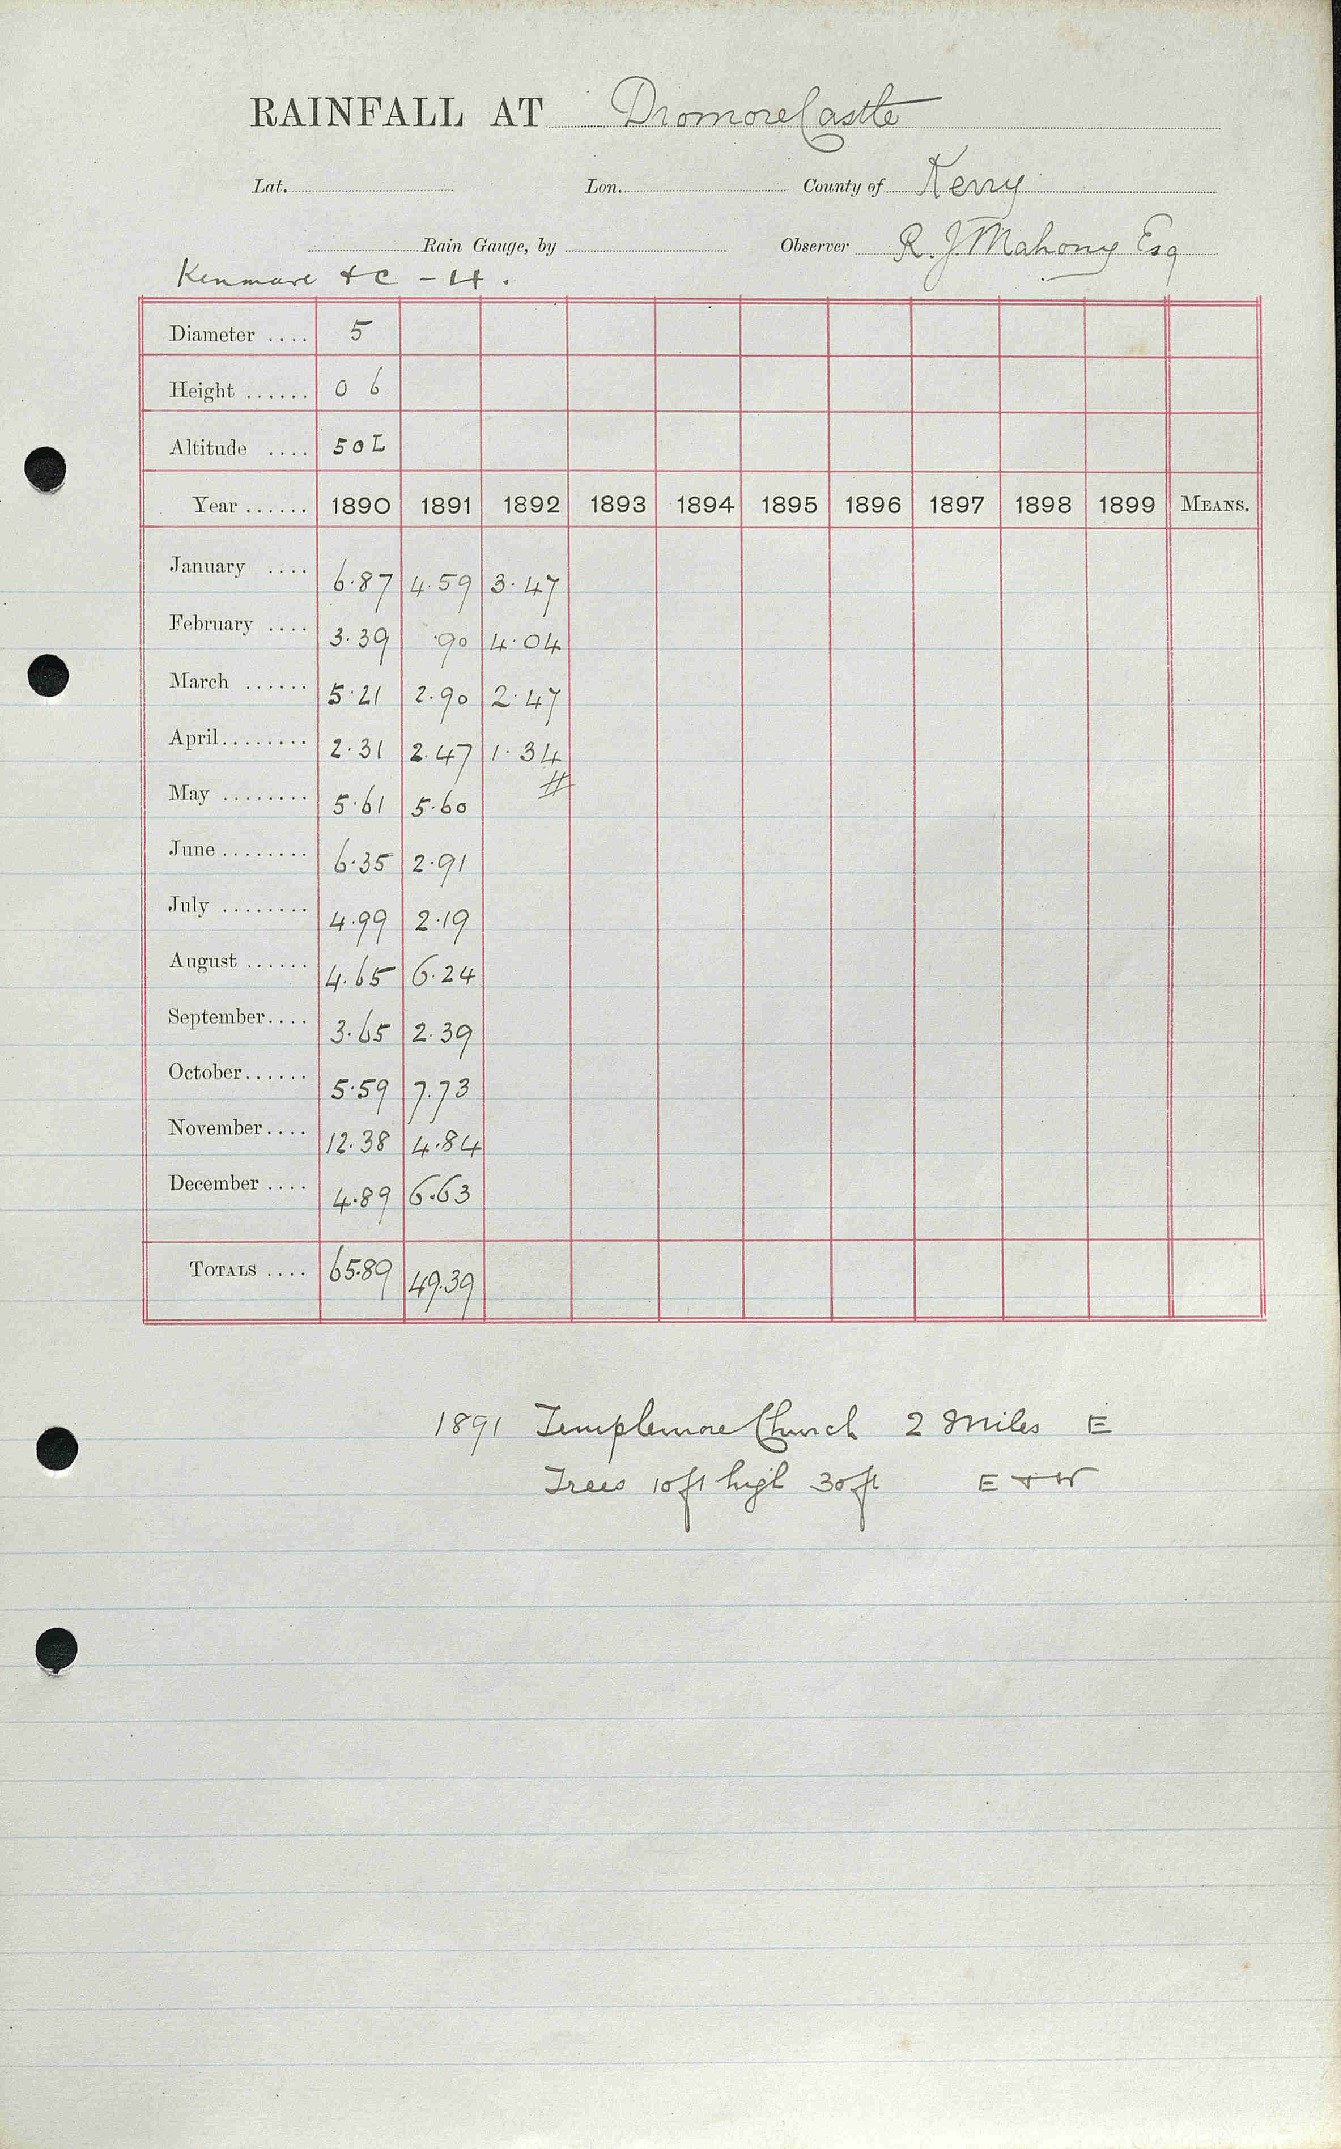 RAINFALL AT Dromore Castle
Lat. Lon. County of Kerry
Rain Gauge, by Observer R. J. Mahony Esq
Kenmare
Diameter .... 5
Height ...... 0 6
Altitude .... 50
Year ...... 1890 1891 1892 1893 1894 1895 1896 1897 1898 1899 MEANS.
January .... 6.87 4.59 3.47
February .... 3.39 .90 4.04
March ...... 5.21 2.90 2.47
April........ 2.31 2.47 1.34
May ........ 5.61 5.60
June ........ 6.35 2.91
July ........ 4.99 2.19
August ...... 4.65 6.24
September.... 3.65 2.39
October...... 5.59 7.73
November.... 12.38 4.84
December .... 4.89 6.63
TOTALS .... 65.89 49.39
1891 Templemore Church 2 Miles E
Trees 10ft high 30ft E + W